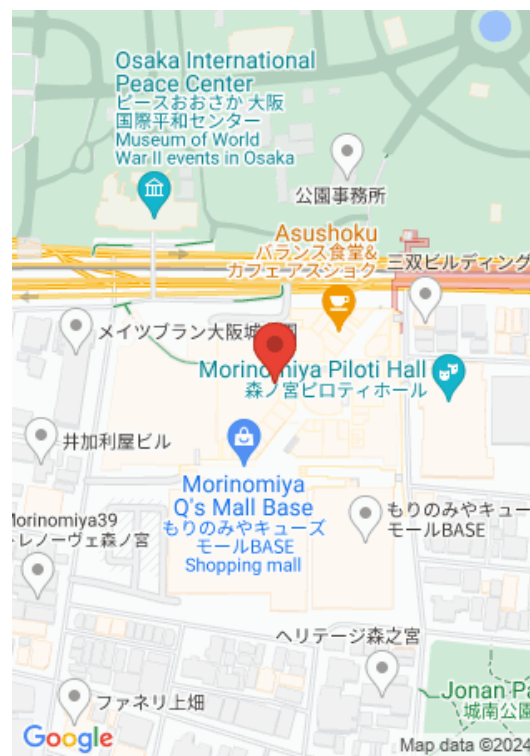 Osaka International
Peace Center
ピースおおさか 大阪
国際平和センター
Museum of World
War II events in Osaka
公園事務所
Asushoku
バランス食堂&
カフェ アスショク
三双ビルディング
メイツブラン大阪城
園
Morinomiya Piloti Hall
森ノ宮ピロティホール
井加利屋ビル
Morinomiya
Q's Mall Base
もりのみやキューズ
モールBASE
Shopping mall
もりのみやキュー
モールBASE
Morinomiya39
トレノーヴェ森ノ宮
ヘリテージ森之宮
Jonan Pa
城南公園
ファネリ上畑
Google
Map data ©2024